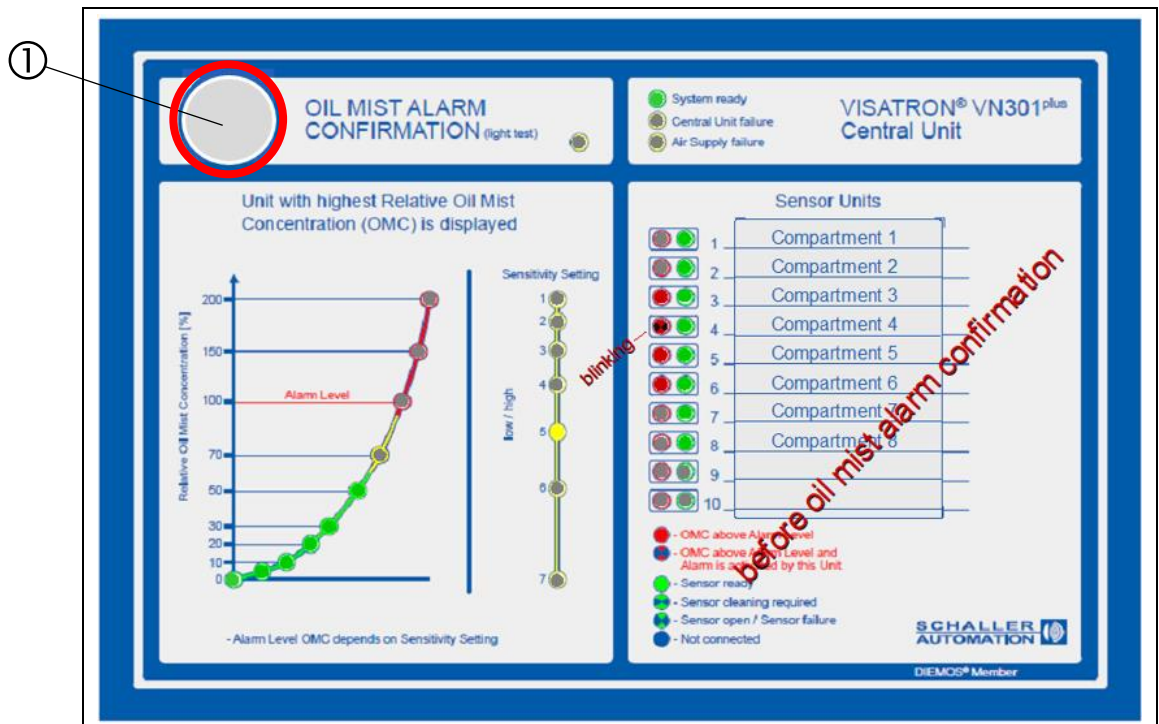 ①
OIL MIST ALARM
CONFIRMATION (light test)
System ready
Central Unit failure
Air Supply failure
VISATRON® VN301plus
Central Unit
Unit with highest Relative Oil Mist
Concentration (OMC) is displayed
Relative Oil Mist Concentration [%]
200
150
100
70
50
30
20
10
0
Alarm Level
Sensitivity Setting
low / high
1
2
3
4
5
6
7
- Alarm Level OMC depends on Sensitivity Setting
Sensor Units
1 Compartment 1
2 Compartment 2
3 Compartment 3
4 Compartment 4
5 Compartment 5
6 Compartment 6
7 Compartment 7
8 Compartment 8
9
10
blinking
before oil mist alarm confirmation
- OMC above Alarm Level
- OMC above Alarm Level and
Alarm is activated by this Unit
- Sensor ready
- Sensor cleaning required
- Sensor open / Sensor failure
- Not connected
SCHALLER
AUTOMATION
DIEMOS® Member